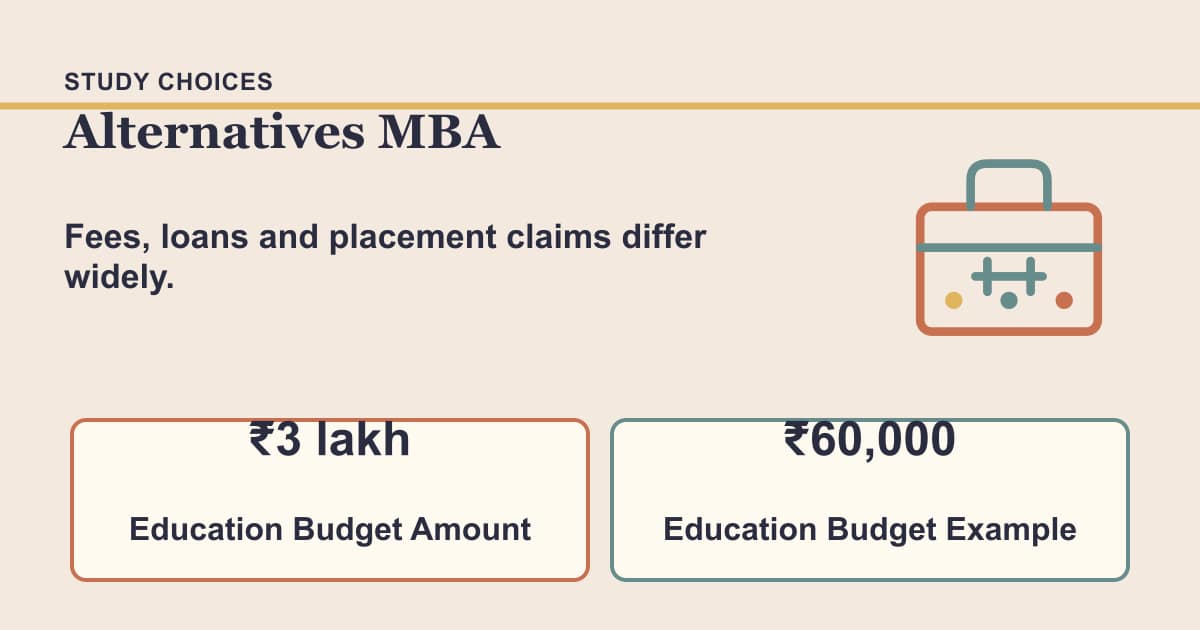 STUDY CHOICES
Alternatives MBA
Fees, loans and placement claims differ
widely.
₹3 lakh
Education Budget Amount
₹60,000
Education Budget Example